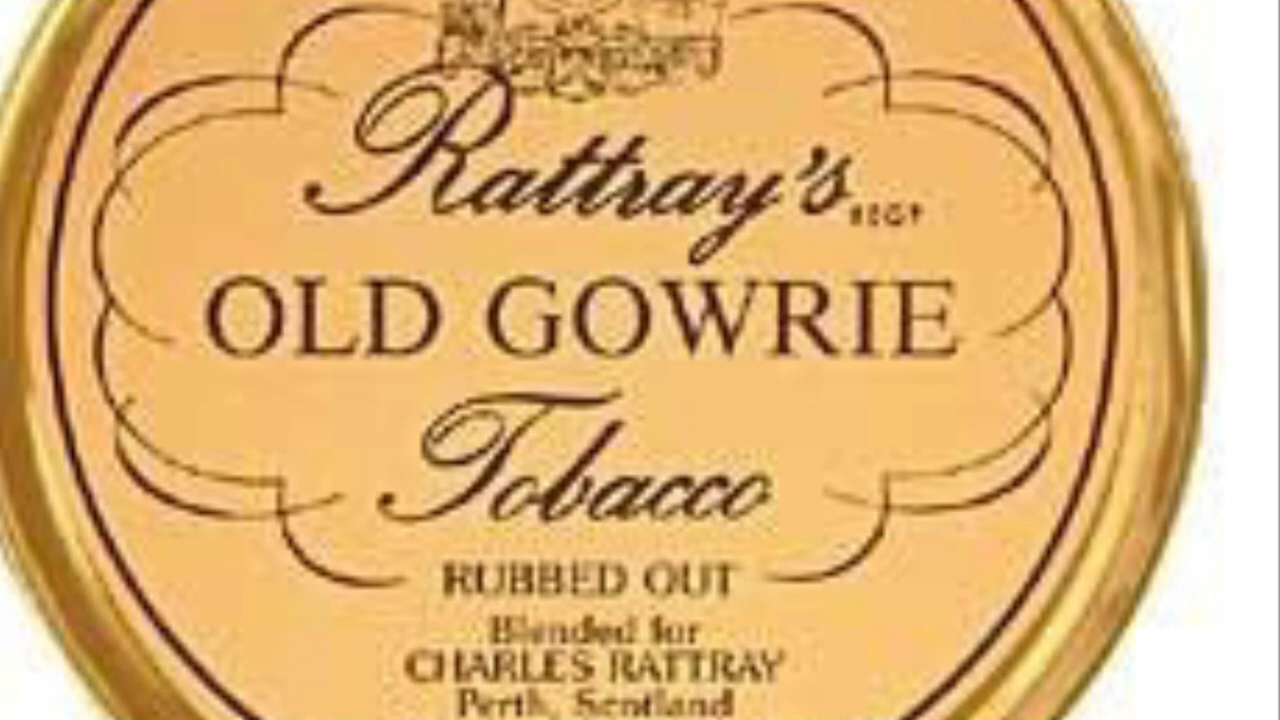 Rattray's REGD
OLD GOWRIE
Tobacco
RUBBED OUT
Blended for
CHARLES RATTRAY
Perth, Scotland